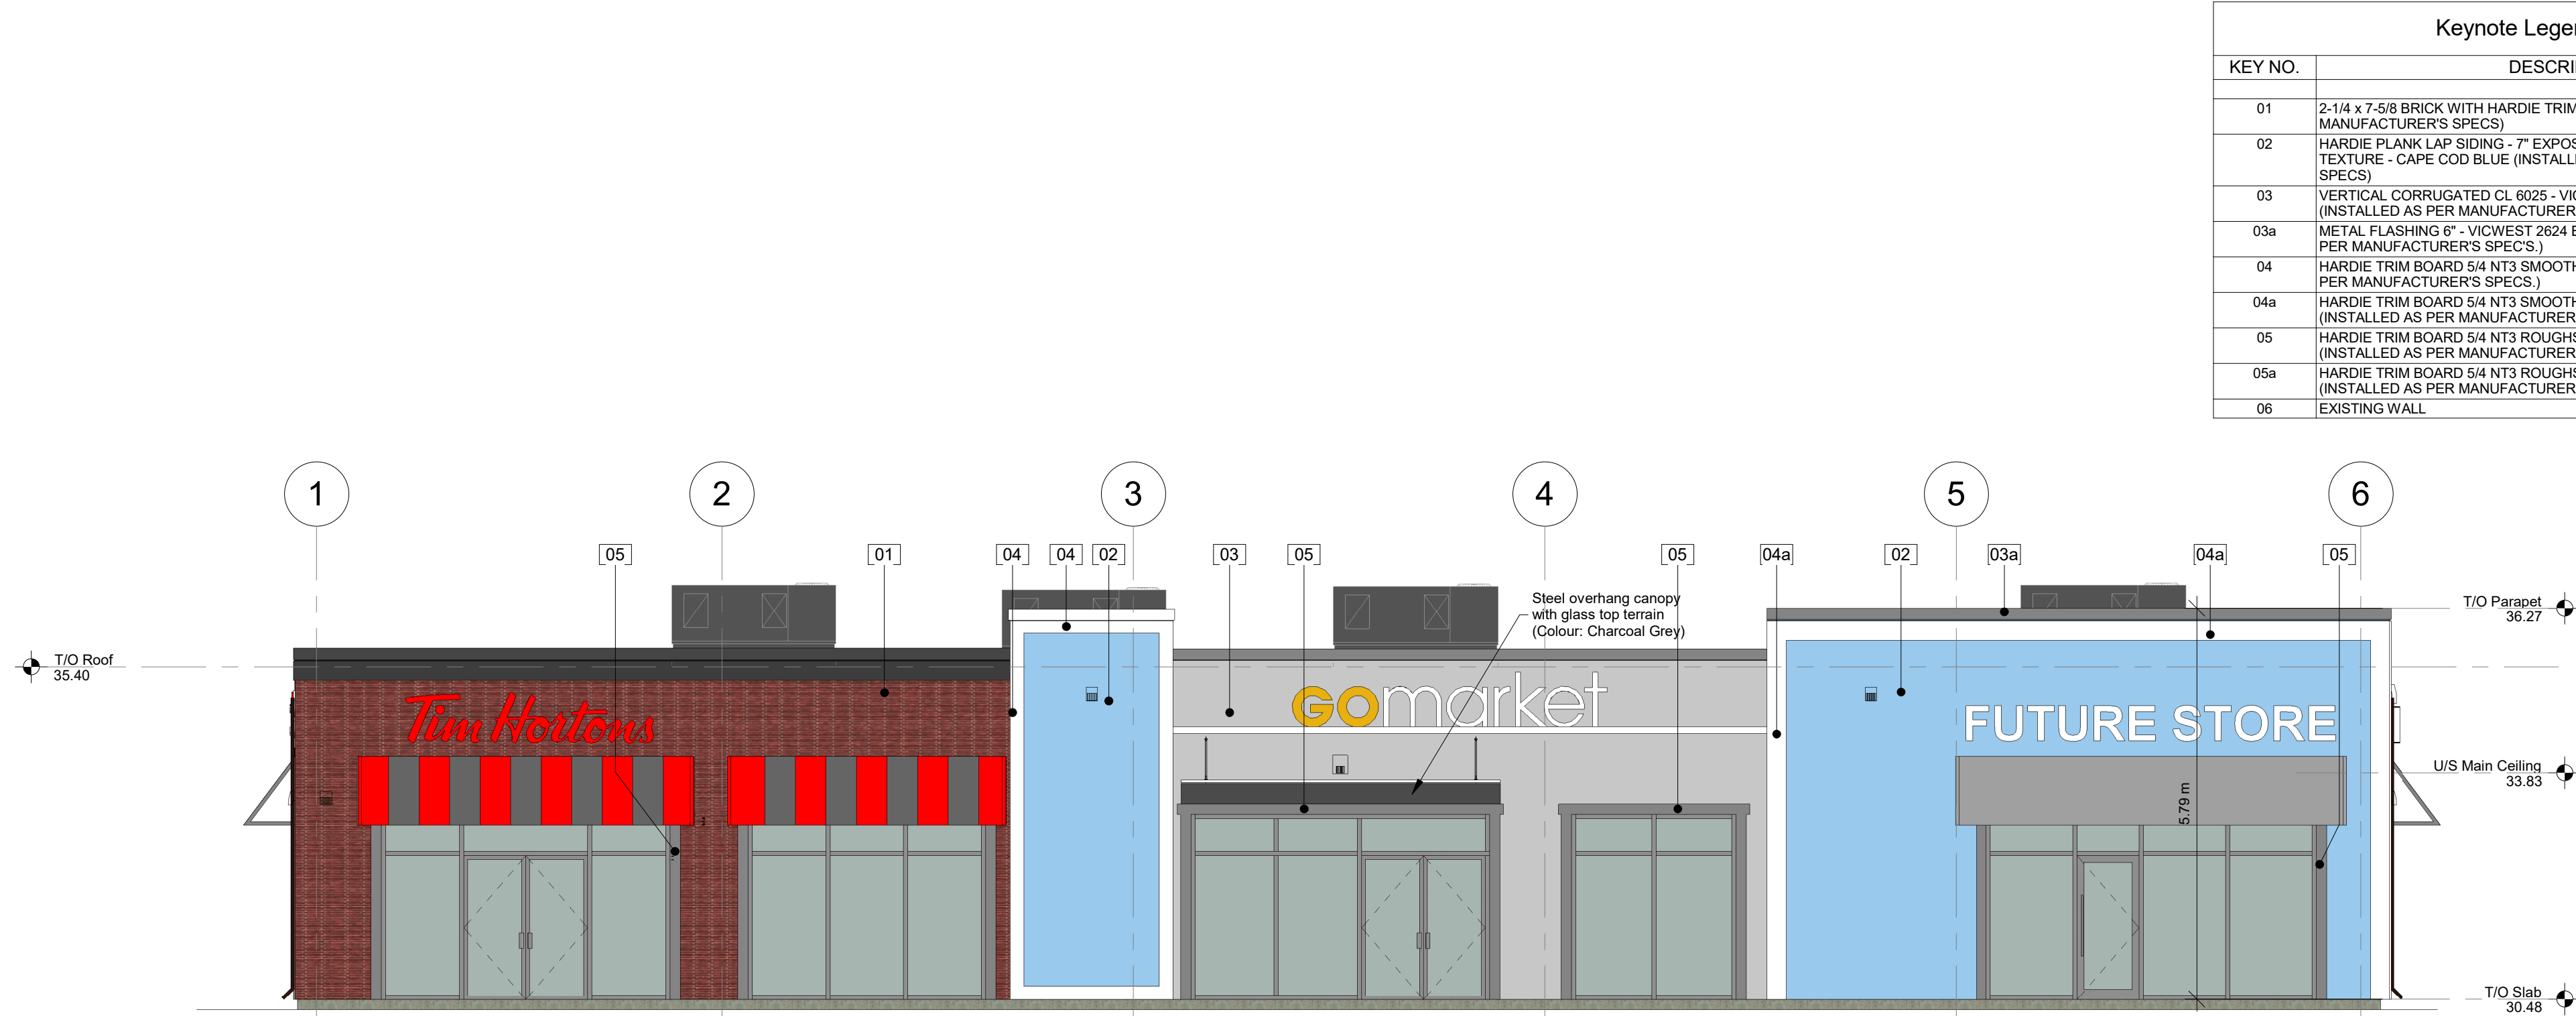 Keynote Lege
KEY NO. DESCRI
01 2-1/4 x 7-5/8 BRICK WITH HARDIE TRIM
MANUFACTURER'S SPECS)
02 HARDIE PLANK LAP SIDING - 7" EXPOS
TEXTURE - CAPE COD BLUE (INSTALL
SPECS)
03 VERTICAL CORRUGATED CL 6025 - VIC
(INSTALLED AS PER MANUFACTURER
03a METAL FLASHING 6" - VICWEST 2624
PER MANUFACTURER'S SPEC'S.)
04 HARDIE TRIM BOARD 5/4 NT3 SMOOTH
PER MANUFACTURER'S SPECS.)
04a HARDIE TRIM BOARD 5/4 NT3 SMOOTH
(INSTALLED AS PER MANUFACTURER
05 HARDIE TRIM BOARD 5/4 NT3 ROUGHS
(INSTALLED AS PER MANUFACTURER
05a HARDIE TRIM BOARD 5/4 NT3 ROUGHS
(INSTALLED AS PER MANUFACTURER
06 EXISTING WALL
1 2 3 4 5 6
05 01 04 04 02 03 05 05 04a 02 03a 04a 05
Steel overhang canopy
with glass top terrain
(Colour: Charcoal Grey)
T/O Parapet
36.27
T/O Roof
35.40
Tim Hortons
GOmarket
FUTURE STORE
U/S Main Ceiling
33.83
5.79 m
T/O Slab
30.48